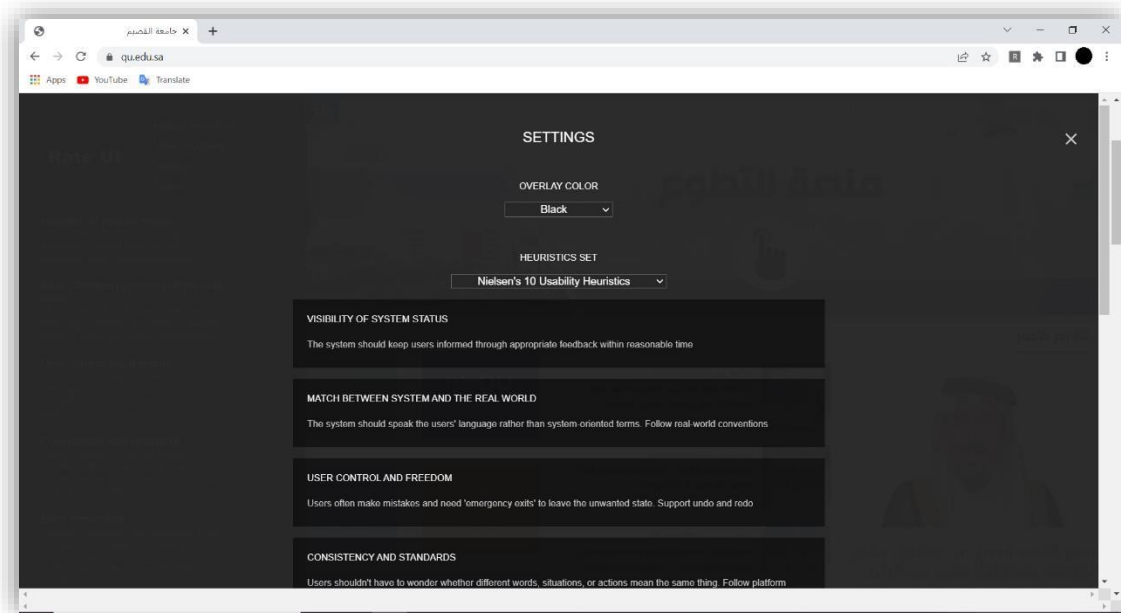 جامعة القصيم
qu.edu.sa
Apps YouTube Translate
SETTINGS
منصة التطوع
OVERLAY COLOR
Black
HEURISTICS SET
Nielsen's 10 Usability Heuristics
VISIBILITY OF SYSTEM STATUS
The system should keep users informed through appropriate feedback within reasonable time
MATCH BETWEEN SYSTEM AND THE REAL WORLD
The system should speak the users' language rather than system-oriented terms. Follow real-world conventions
USER CONTROL AND FREEDOM
Users often make mistakes and need 'emergency exits' to leave the unwanted state. Support undo and redo
CONSISTENCY AND STANDARDS
Users shouldn't have to wonder whether different words, situations, or actions mean the same thing. Follow platform